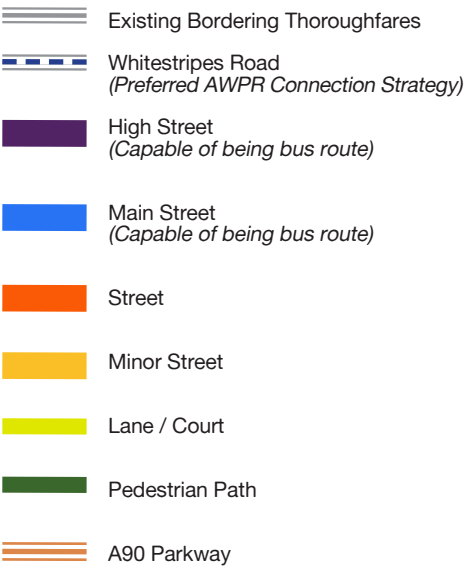 Existing Bordering Thoroughfares
Whitestripes Road
(Preferred AWPR Connection Strategy)
High Street
(Capable of being bus route)
Main Street
(Capable of being bus route)
Street
Minor Street
Lane / Court
Pedestrian Path
A90 Parkway